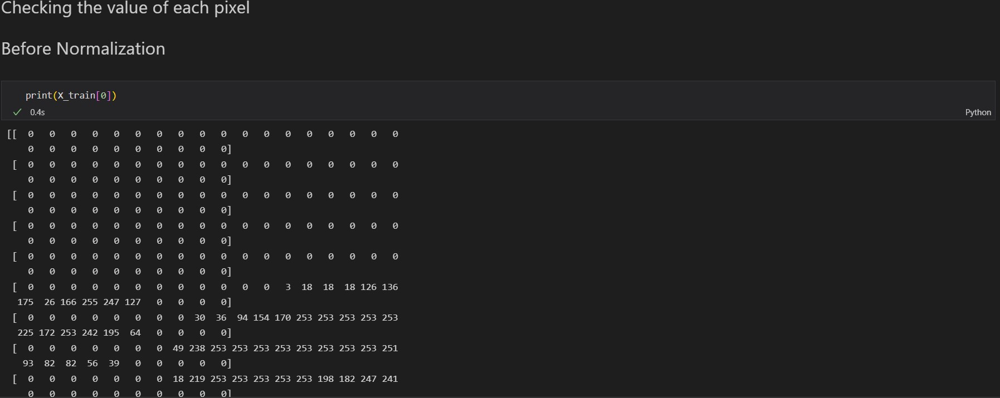 Checking the value of each pixel
Before Normalization
print(X_train[0])
0.4s
Python
[[  0   0   0   0   0   0   0   0   0   0   0   0   0   0   0   0   0   0
    0   0   0   0   0   0   0   0   0   0]
 [  0   0   0   0   0   0   0   0   0   0   0   0   0   0   0   0   0   0
    0   0   0   0   0   0   0   0   0   0]
 [  0   0   0   0   0   0   0   0   0   0   0   0   0   0   0   0   0   0
    0   0   0   0   0   0   0   0   0   0]
 [  0   0   0   0   0   0   0   0   0   0   0   0   0   0   0   0   0   0
    0   0   0   0   0   0   0   0   0   0]
 [  0   0   0   0   0   0   0   0   0   0   0   0   0   0   0   0   0   0
    0   0   0   0   0   0   0   0   0   0]
 [  0   0   0   0   0   0   0   0   0   0   0   0   3  18  18  18 126 136
  175  26 166 255 247 127   0   0   0   0]
 [  0   0   0   0   0   0   0   0  30  36  94 154 170 253 253 253 253 253
  225 172 253 242 195  64   0   0   0   0]
 [  0   0   0   0   0   0   0  49 238 253 253 253 253 253 253 253 253 251
   93  82  82  56  39   0   0   0   0   0]
 [  0   0   0   0   0   0   0  18 219 253 253 253 253 253 198 182 247 241
    0   0   0   0   0   0   0   0   0   0]